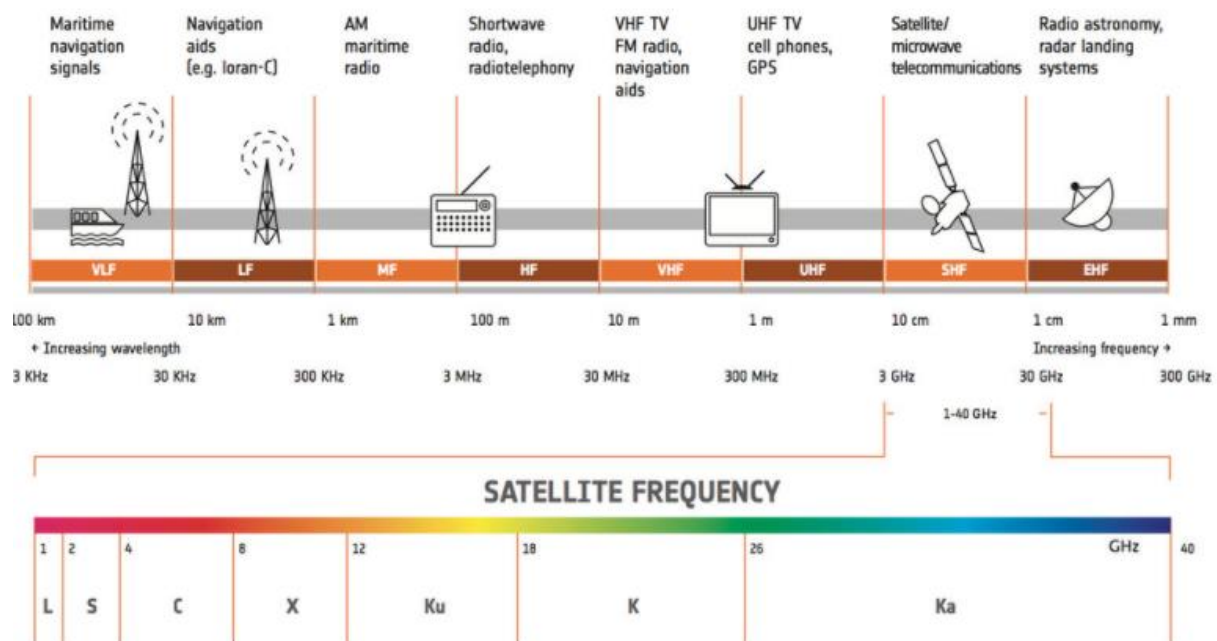 Maritime
navigation
signals
Navigation
aids
(e.g. loran-C)
AM
maritime
radio
Shortwave
radio,
radiotelephony
VHF TV
FM radio,
navigation
aids
UHF TV
cell phones,
GPS
Satellite/
microwave
telecommunications
Radio astronomy,
radar landing
systems
VLF LF MF HF VHF UHF SHF EHF
100 km 10 km 1 km 100 m 10 m 1 m 10 cm 1 cm 1 mm
← Increasing wavelength Increasing frequency →
3 KHz 30 KHz 300 KHz 3 MHz 30 MHz 300 MHz 3 GHz 30 GHz 300 GHz
1-40 GHz
SATELLITE FREQUENCY
1 2 4 8 12 18 26 GHz 40
L S C X Ku K Ka